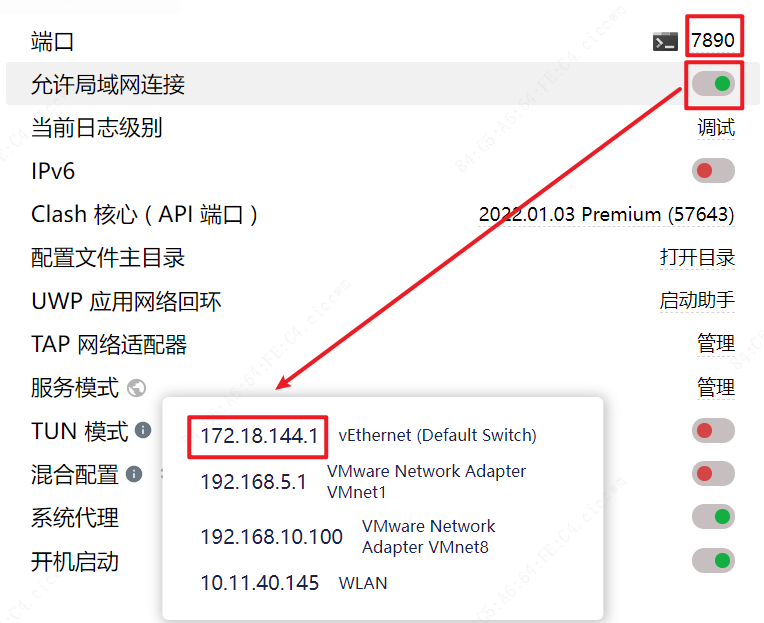 端口 7890
允许局域网连接
当前日志级别 调试
IPv6
Clash 核心 ( API 端口 ) 2022.01.03 Premium (57643)
配置文件主目录 打开目录
UWP 应用网络回环 启动助手
TAP 网络适配器 管理
服务模式 管理
TUN 模式
混合配置
系统代理
开机启动
172.18.144.1 vEthernet (Default Switch)
192.168.5.1 VMware Network Adapter
VMnet1
192.168.10.100 VMware Network
Adapter VMnet8
10.11.40.145 WLAN